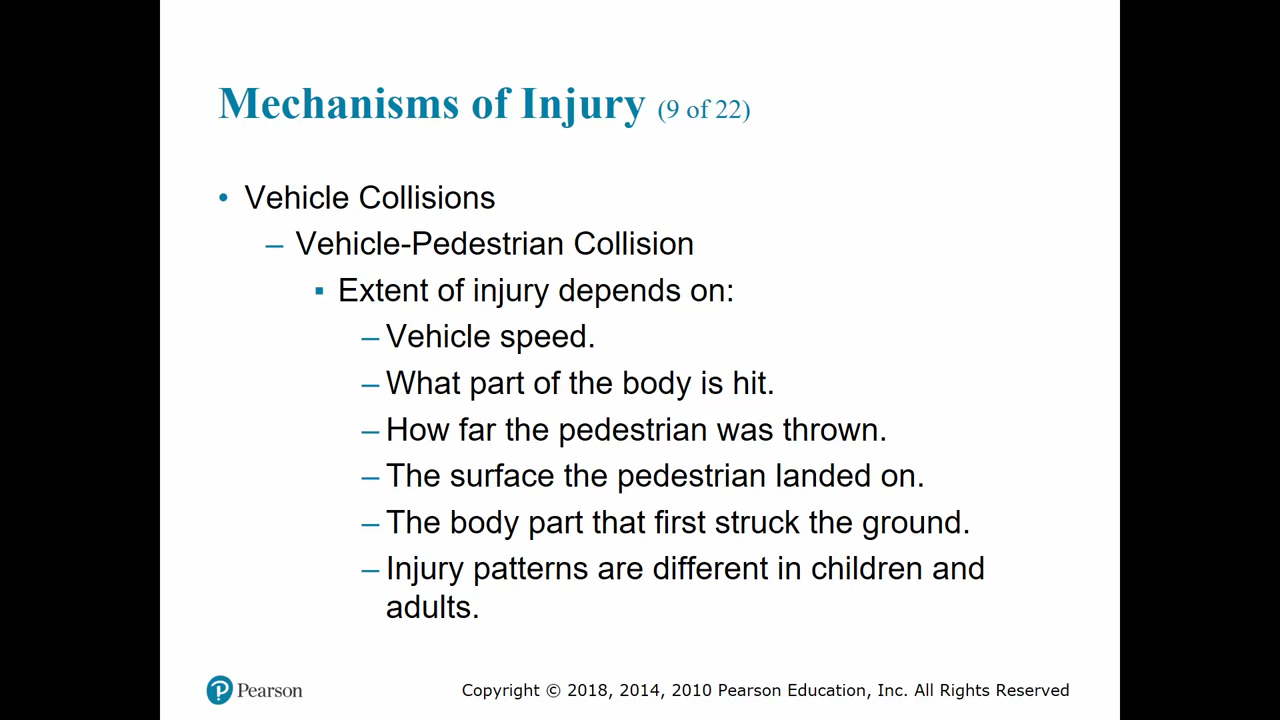 Mechanisms of Injury (9 of 22)
• Vehicle Collisions
– Vehicle-Pedestrian Collision
▪ Extent of injury depends on:
– Vehicle speed.
– What part of the body is hit.
– How far the pedestrian was thrown.
– The surface the pedestrian landed on.
– The body part that first struck the ground.
– Injury patterns are different in children and
adults.
P Pearson
Copyright © 2018, 2014, 2010 Pearson Education, Inc. All Rights Reserved